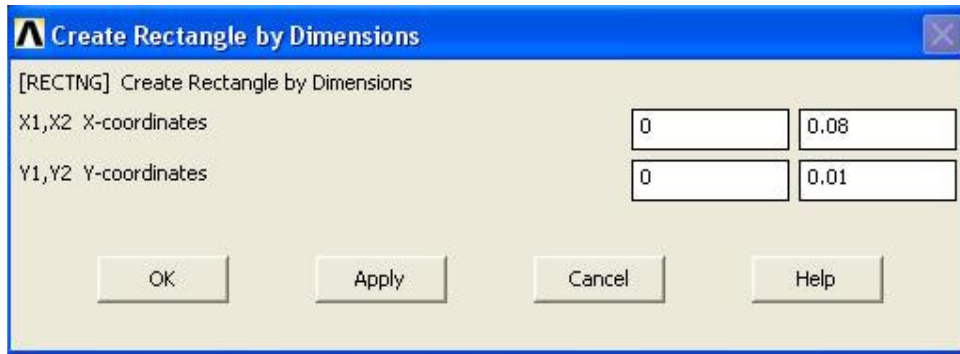 Create Rectangle by Dimensions
[RECTNG] Create Rectangle by Dimensions
X1,X2 X-coordinates 0 0.08
Y1,Y2 Y-coordinates 0 0.01
OK Apply Cancel Help